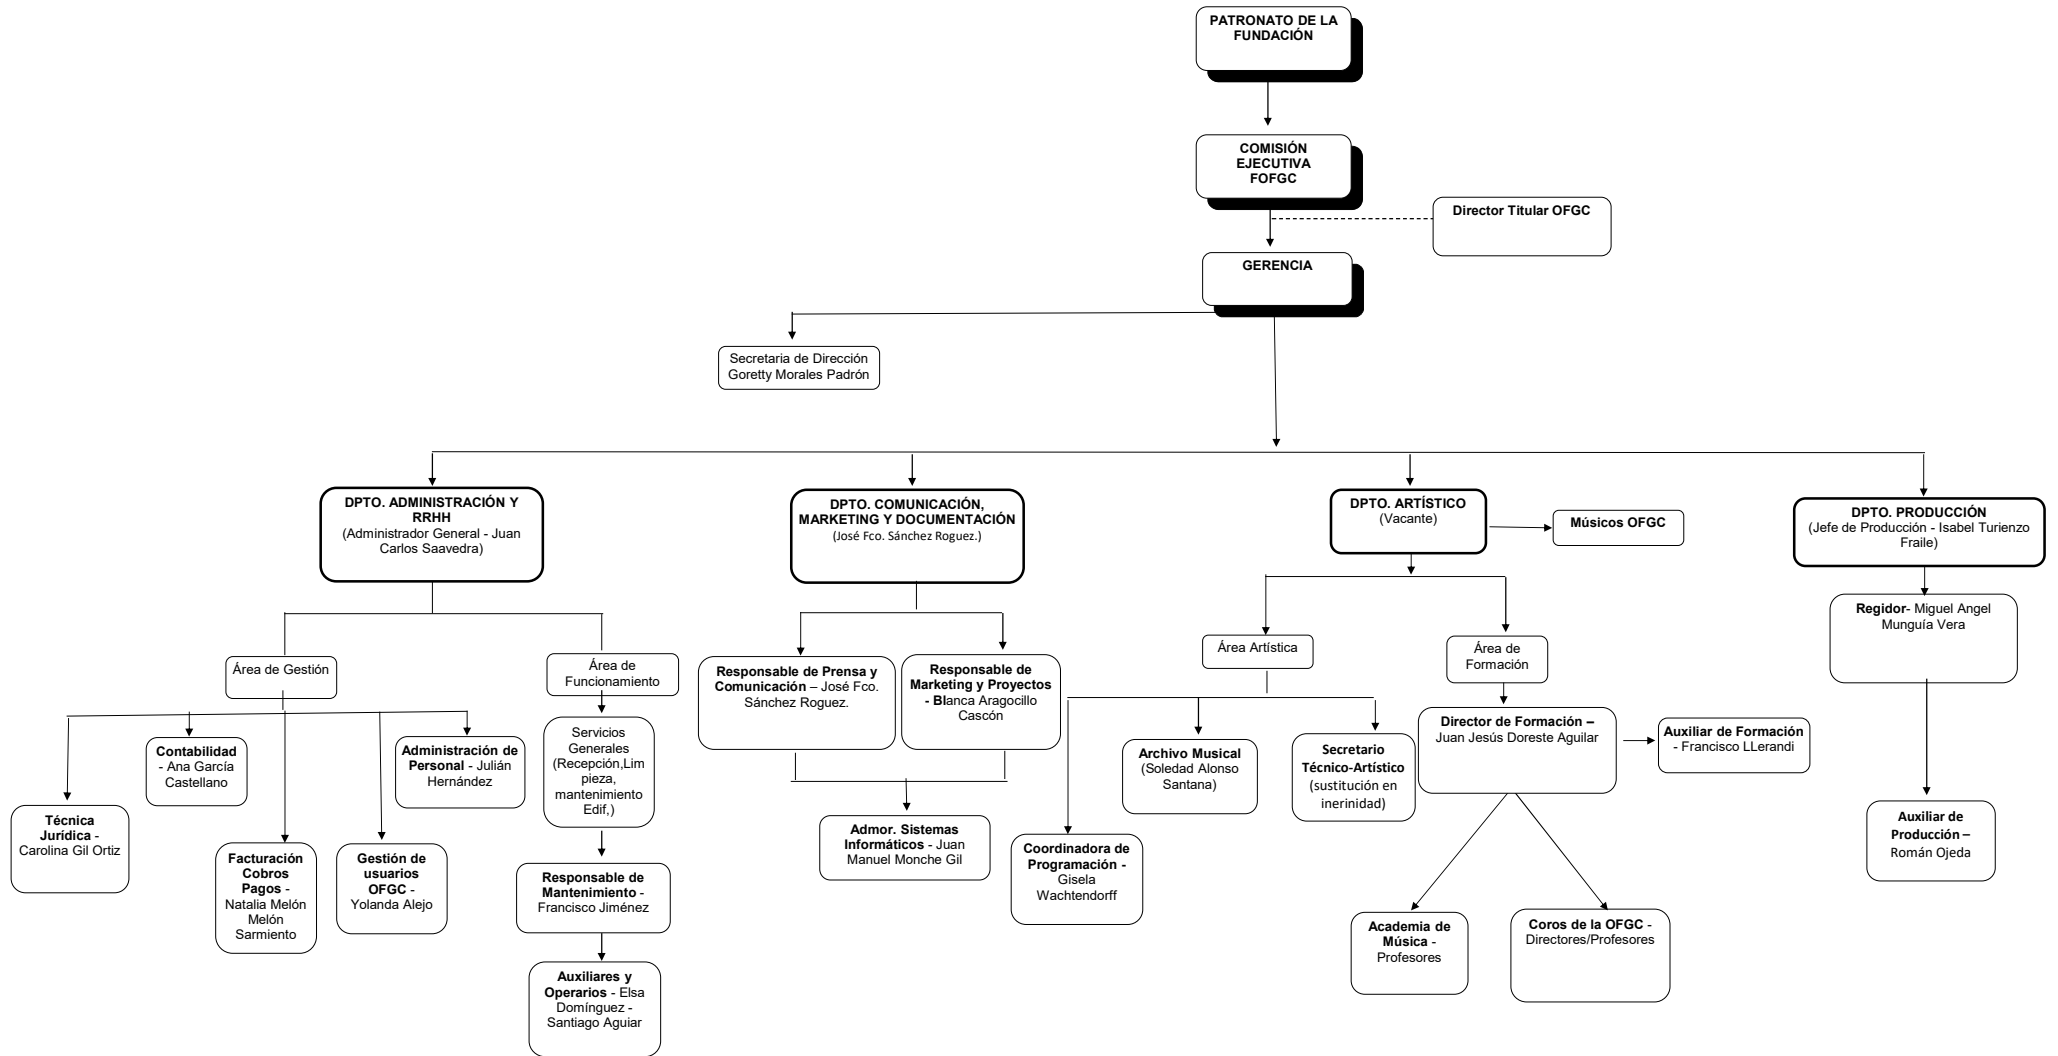 PATRONATO DE LA
FUNDACIÓN
COMISIÓN
EJECUTIVA
FOFGC
Director Titular OFGC
GERENCIA
Secretaria de Dirección
Goretty Morales Padrón
DPTO. ADMINISTRACIÓN Y
RRHH
(Administrador General - Juan
Carlos Saavedra)
DPTO. COMUNICACIÓN,
MARKETING Y DOCUMENTACIÓN
(José Fco. Sánchez Roguez.)
DPTO. ARTÍSTICO
(Vacante)
Músicos OFGC
DPTO. PRODUCCIÓN
(Jefe de Producción - Isabel Turienzo
Fraile)
Área de Gestión
Área de
Funcionamiento
Responsable de Prensa y
Comunicación – José Fco.
Sánchez Roguez.
Responsable de
Marketing y Proyectos
- Blanca Aragocillo
Cascón
Área Artística
Área de
Formación
Regidor- Miguel Angel
Munguía Vera
Técnica
Jurídica -
Carolina Gil Ortiz
Contabilidad
- Ana García
Castellano
Facturación
Cobros
Pagos -
Natalia Melón
Melón
Sarmiento
Gestión de
usuarios
OFGC -
Yolanda Alejo
Administración de
Personal - Julián
Hernández
Servicios
Generales
(Recepción,Lim
pieza,
mantenimiento
Edif,)
Responsable de
Mantenimiento -
Francisco Jiménez
Auxiliares y
Operarios - Elsa
Domínguez -
Santiago Aguiar
Admor. Sistemas
Informáticos - Juan
Manuel Monche Gil
Coordinadora de
Programación -
Gisela
Wachtendorff
Archivo Musical
(Soledad Alonso
Santana)
Secretario
Técnico-Artístico
(sustitución en
inerinidad)
Director de Formación –
Juan Jesús Doreste Aguilar
Auxiliar de Formación
- Francisco LLerandi
Academia de
Música -
Profesores
Coros de la OFGC -
Directores/Profesores
Auxiliar de
Producción –
Román Ojeda